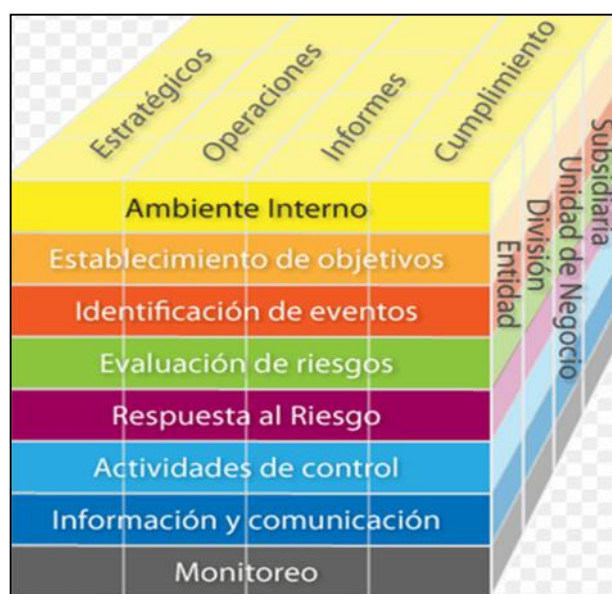 Estratégicos
Operaciones
Informes
Cumplimiento
Ambiente Interno
Establecimiento de objetivos
Identificación de eventos
Evaluación de riesgos
Respuesta al Riesgo
Actividades de control
Información y comunicación
Monitoreo
Entidad
División
Unidad de Negocio
Subsidiaria